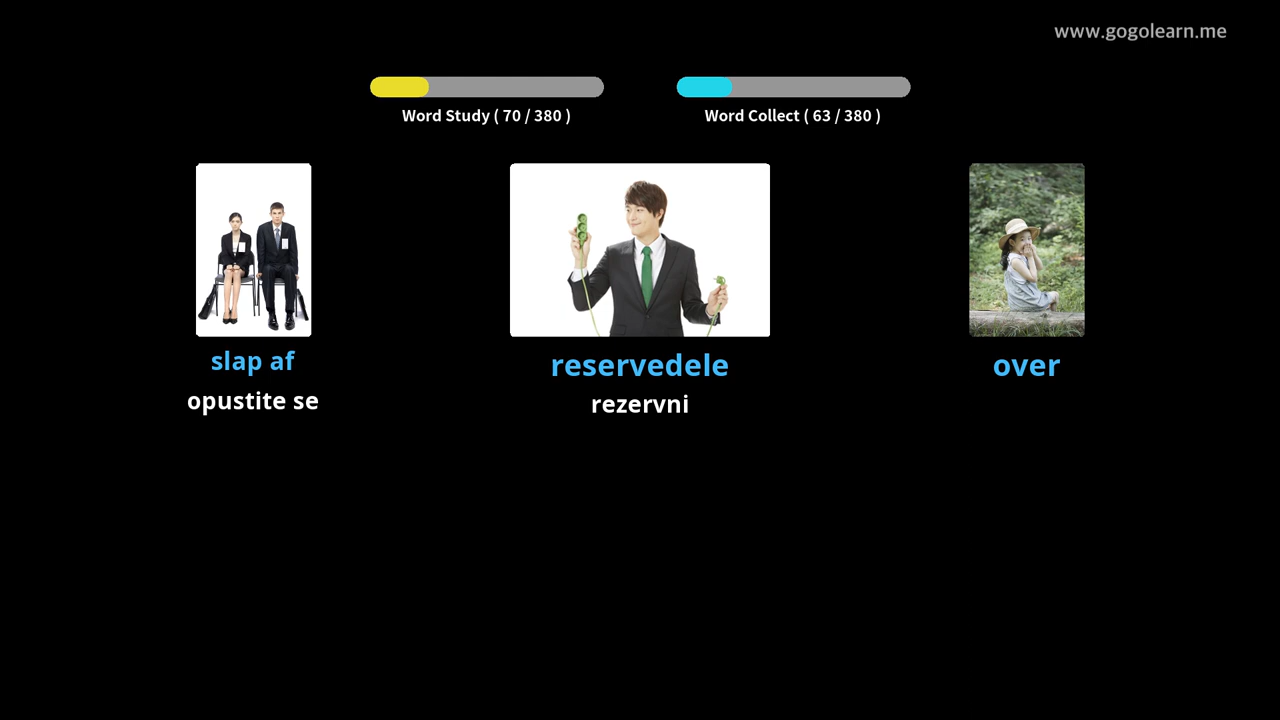 www.gogolearn.me
Word Study ( 70 / 380 )
Word Collect ( 63 / 380 )
slap af
opustite se
reservedele
rezervni
over